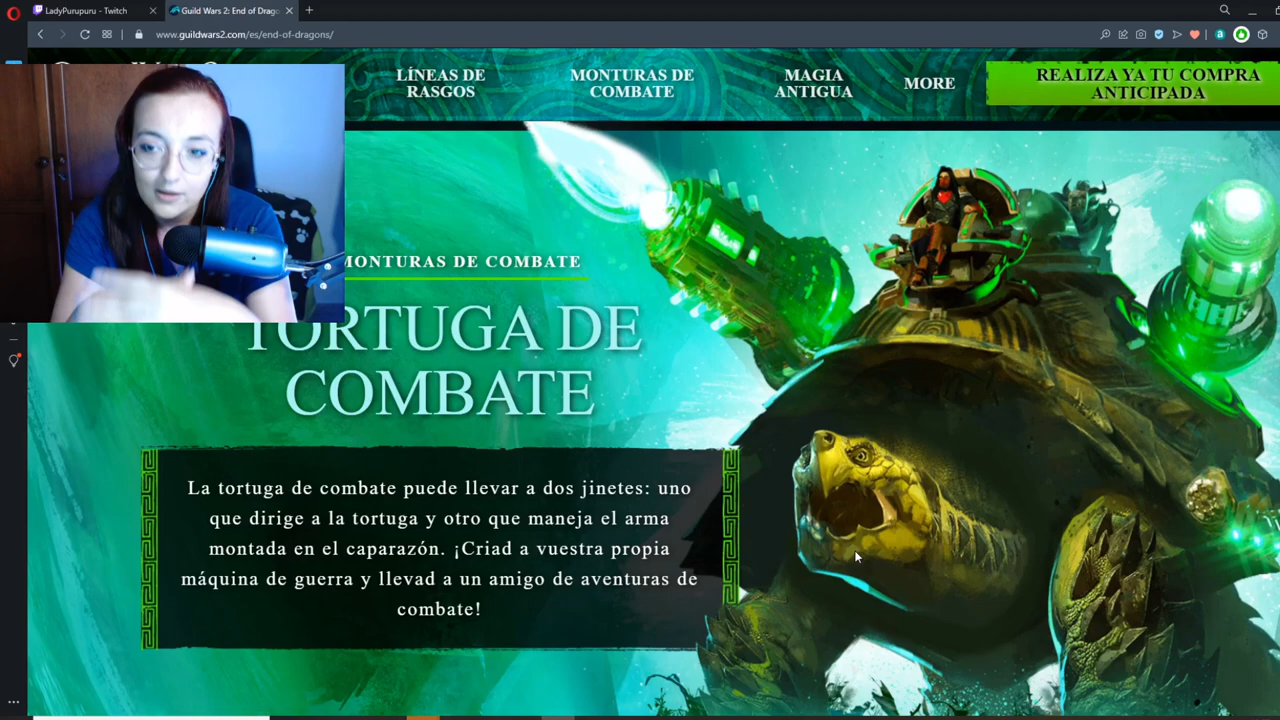 LadyPurupuru - Twitch
Guild Wars 2: End of Drago
www.guildwars2.com/es/end-of-dragons/
LÍNEAS DE
RASGOS
MONTURAS DE
COMBATE
MAGIA
ANTIGUA
MORE
REALIZA YA TU COMPRA
ANTICIPADA
MONTURAS DE COMBATE
TORTUGA DE
COMBATE
La tortuga de combate puede llevar a dos jinetes: uno
que dirige a la tortuga y otro que maneja el arma
montada en el caparazón. ¡Criad a vuestra propia
máquina de guerra y llevad a un amigo de aventuras de
combate!